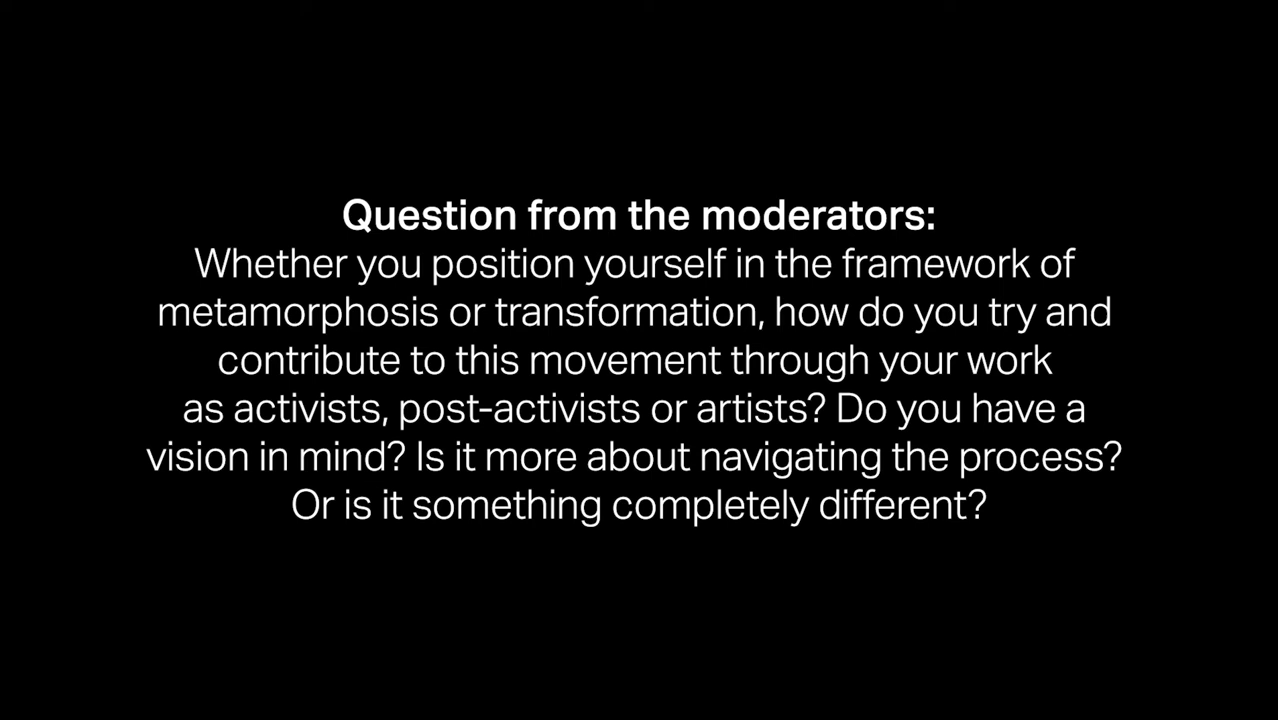 Question from the moderators:
Whether you position yourself in the framework of
metamorphosis or transformation, how do you try and
contribute to this movement through your work
as activists, post-activists or artists? Do you have a
vision in mind? Is it more about navigating the process?
Or is it something completely different?